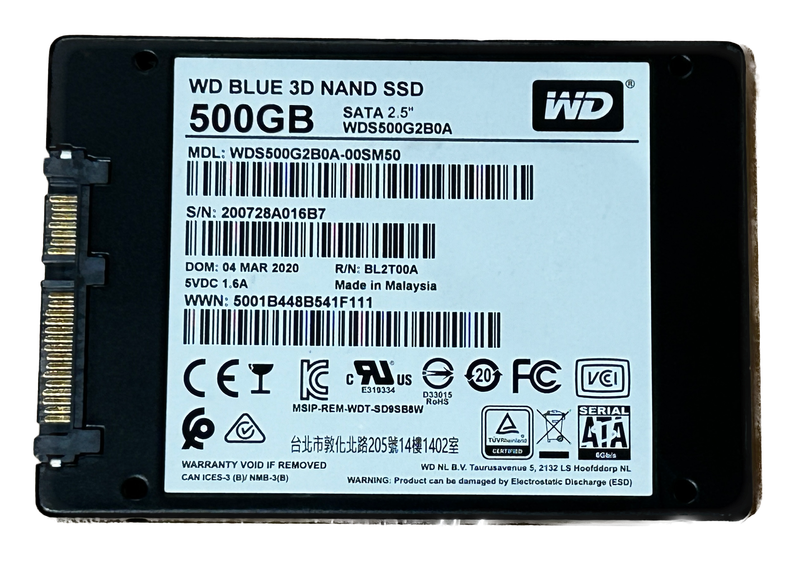 WD BLUE 3D NAND SSD
500GB SATA 2.5"
WDS500G2B0A
WD®
MDL: WDS500G2B0A-00SM50
S/N: 200728A016B7
DOM: 04 MAR 2020 R/N: BL2T00A
5VDC 1.6A Made in Malaysia
WWN: 5001B448B541F111
CE
c RU US
E310334
D33015
RoHS
20
FC
VCI
MSIP-REM-WDT-SD9SB8W
台北市敦化北路205號14樓1402室
TÜVRheinland
CERTIFIED
SERIAL
ATA
6Gb/s
WARRANTY VOID IF REMOVED
WD NL B.V. Taurusavenue 5, 2132 LS Hoofddorp NL
CAN ICES-3 (B)/ NMB-3(B)
WARNING: Product can be damaged by Electrostatic Discharge (ESD)